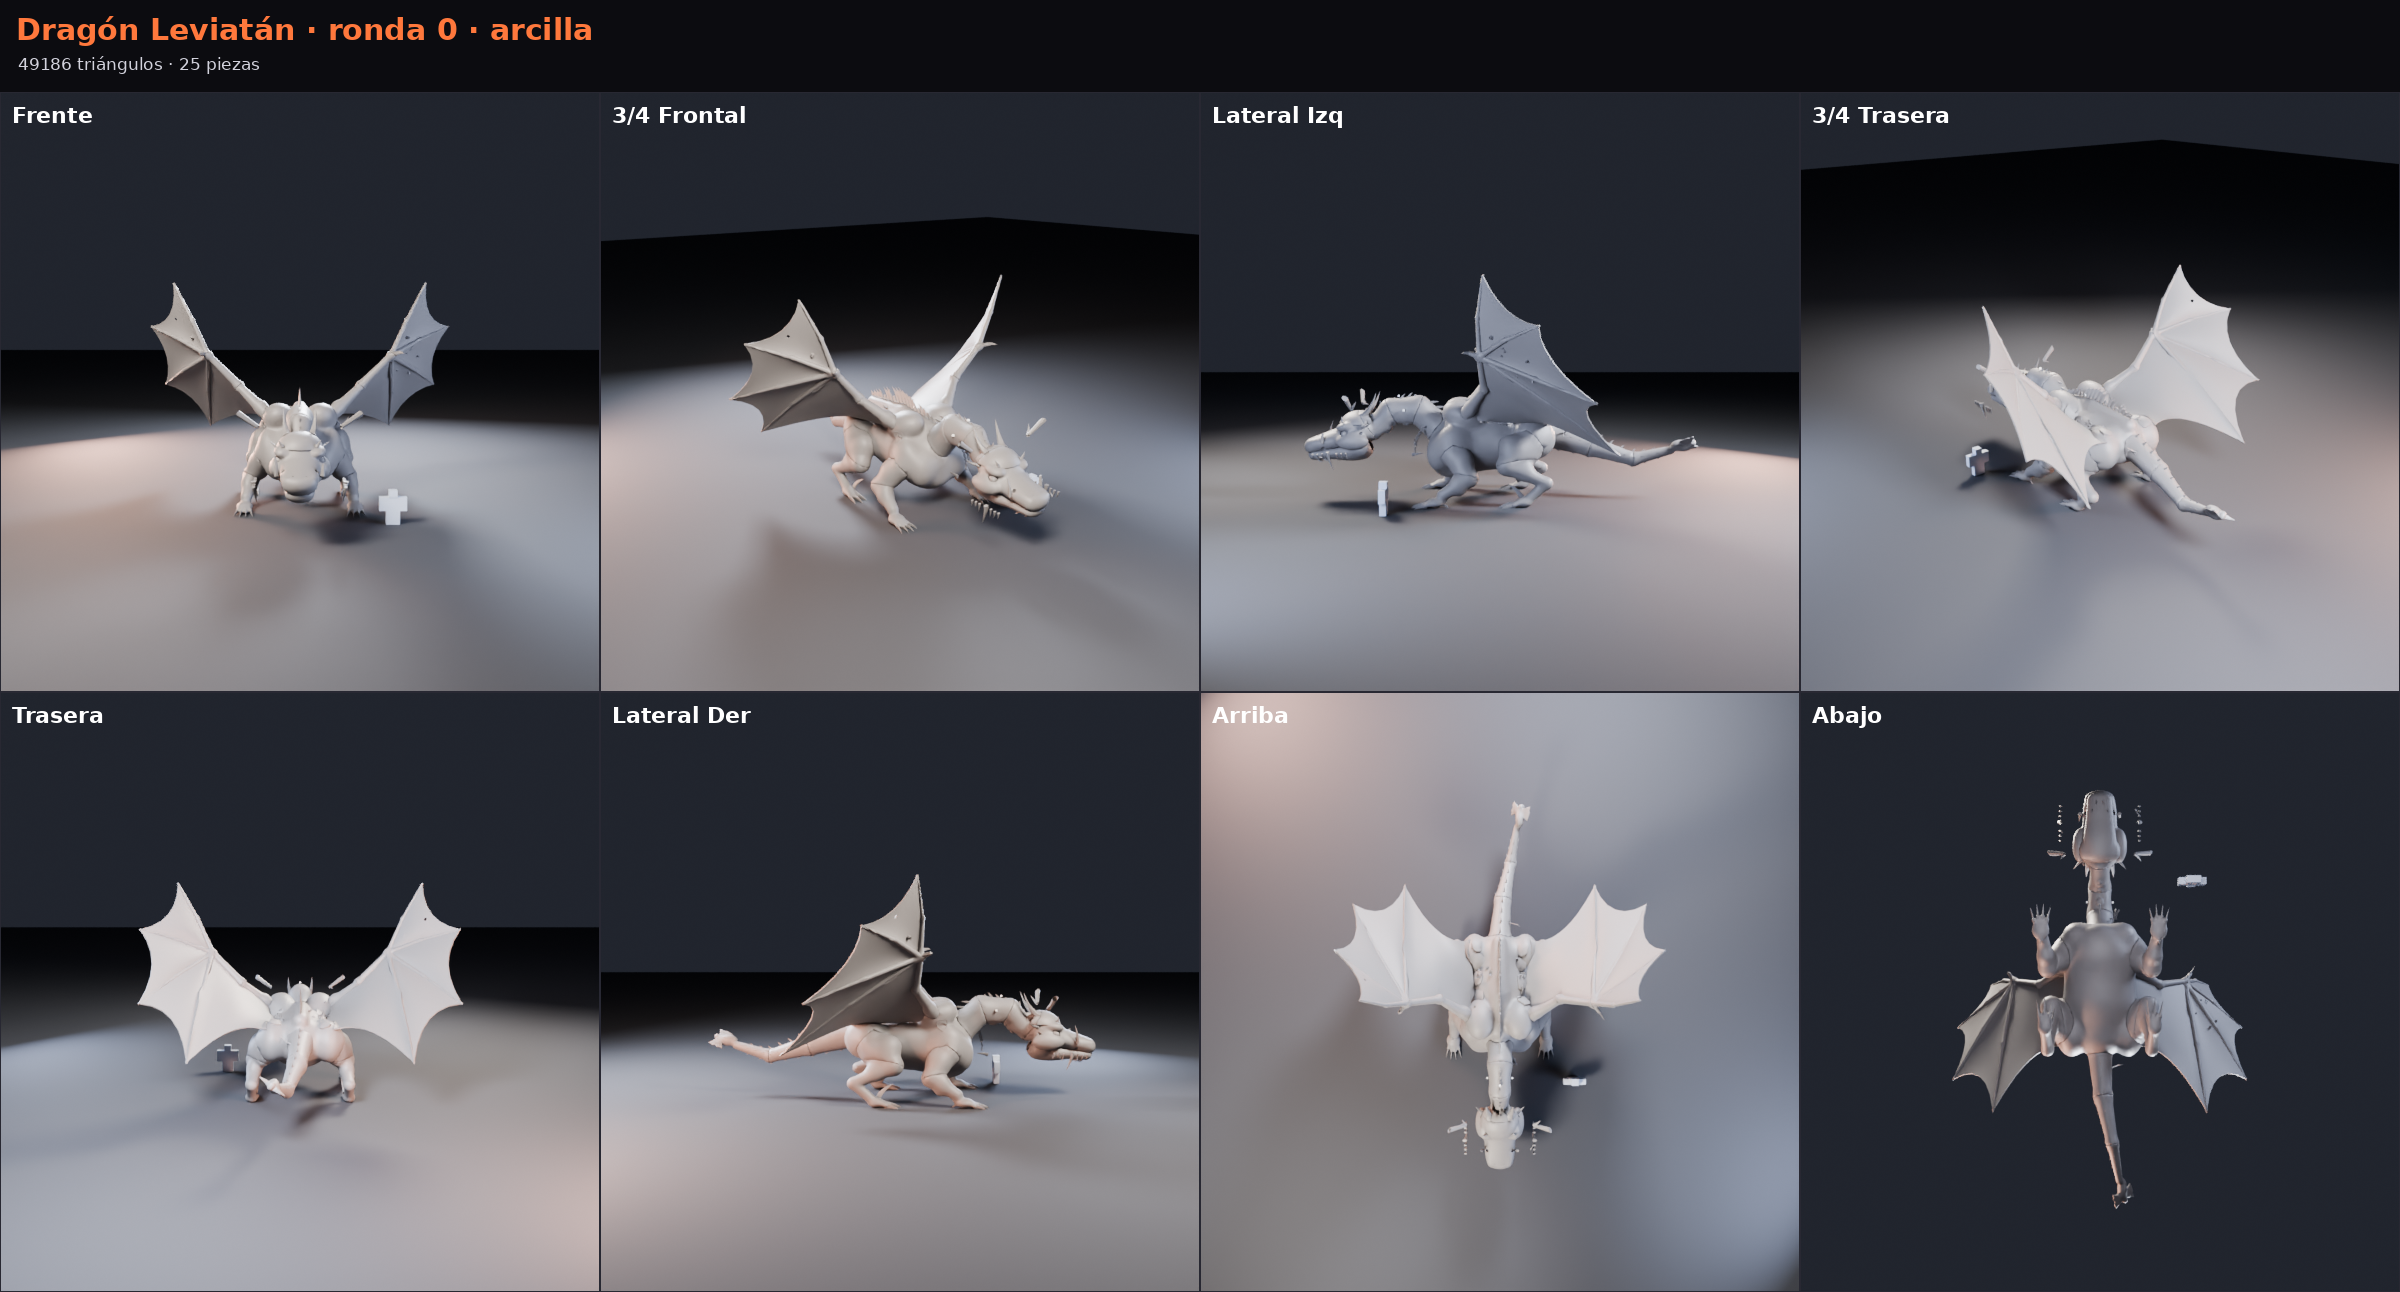 Dragón Leviatán · ronda 0 · arcilla
49186 triángulos · 25 piezas
Frente
3/4 Frontal
Lateral Izq
3/4 Trasera
Trasera
Lateral Der
Arriba
Abajo